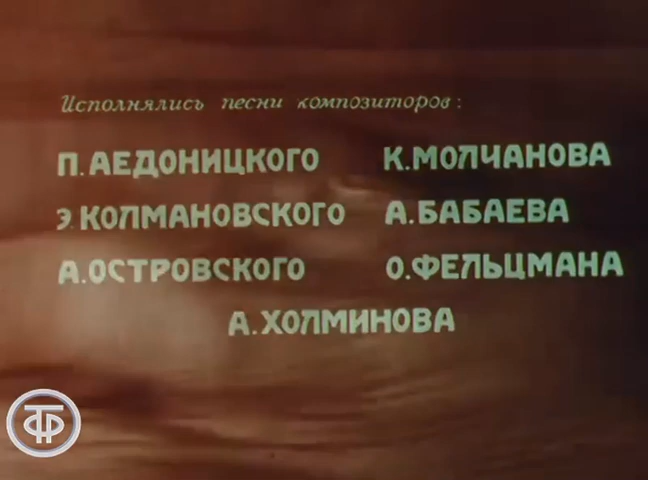 Исполнялись песни композиторов:
П. АЕДОНИЦКОГО К. МОЛЧАНОВА
Э. КОЛМАНОВСКОГО А. БАБАЕВА
А. ОСТРОВСКОГО О. ФЕЛЬЦМАНА
А. ХОЛМИНОВА